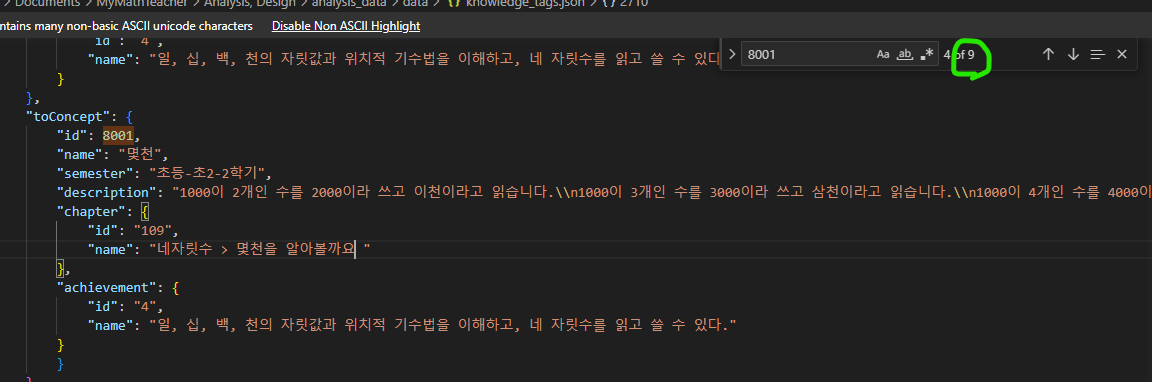 Documents > MyMathTeacher > Analysis, Design > analysis_data > data > {} knowledge_tags.json > {} 2710
ntains many non-basic ASCII unicode characters Disable Non ASCII Highlight
8001 Aa ab .* 4 of 9
"id": "4",
"name": "일, 십, 백, 천의 자릿값과 위치적 기수법을 이해하고, 네 자릿수를 읽고 쓸 수 있다
}
},
"toConcept": {
"id": 8001,
"name": "몇천",
"semester": "초등-초2-2학기",
"description": "1000이 2개인 수를 2000이라 쓰고 이천이라고 읽습니다.\\n1000이 3개인 수를 3000이라 쓰고 삼천이라고 읽습니다.\\n1000이 4개인 수를 4000이
"chapter": {
"id": "109",
"name": "네자릿수 > 몇천을 알아볼까요 "
},
"achievement": {
"id": "4",
"name": "일, 십, 백, 천의 자릿값과 위치적 기수법을 이해하고, 네 자릿수를 읽고 쓸 수 있다."
}
}